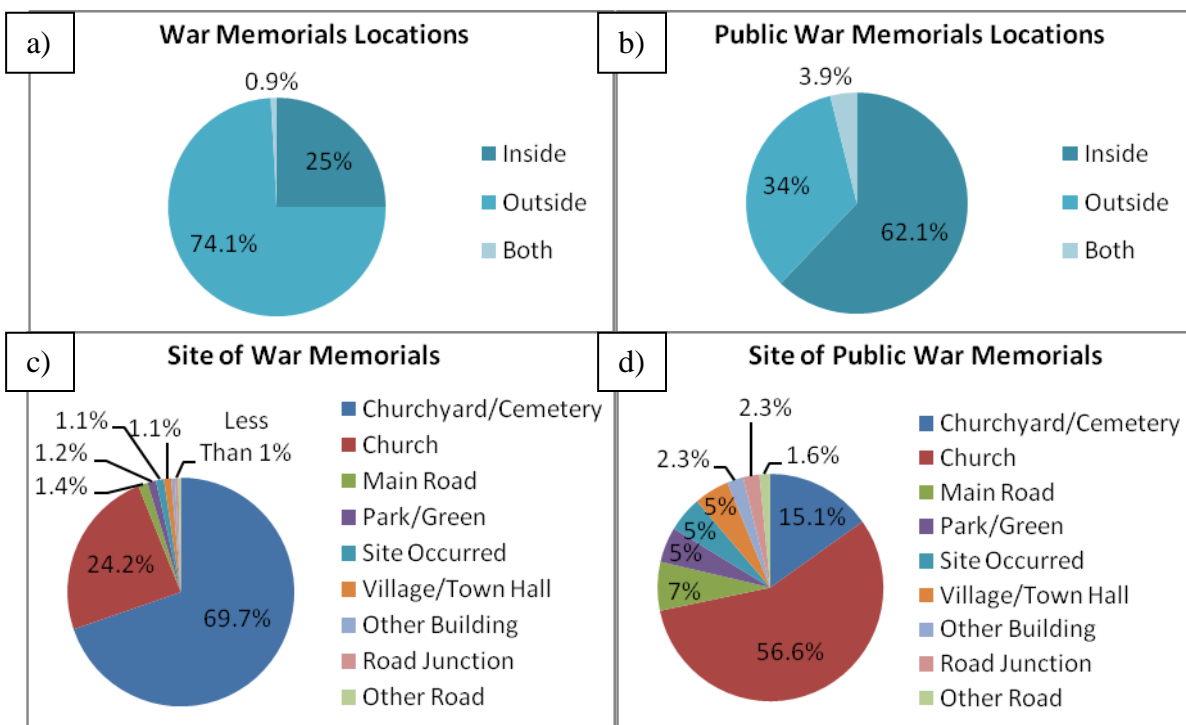 a)
War Memorials Locations
0.9%
25%
74.1%
Inside
Outside
Both
b)
Public War Memorials Locations
3.9%
34%
62.1%
Inside
Outside
Both
c)
Site of War Memorials
1.1%
1.1%
Less
Than 1%
1.2%
1.4%
24.2%
69.7%
Churchyard/Cemetery
Church
Main Road
Park/Green
Site Occurred
Village/Town Hall
Other Building
Road Junction
Other Road
d)
Site of Public War Memorials
2.3%
2.3%
1.6%
5%
5%
5%
7%
15.1%
56.6%
Churchyard/Cemetery
Church
Main Road
Park/Green
Site Occurred
Village/Town Hall
Other Building
Road Junction
Other Road